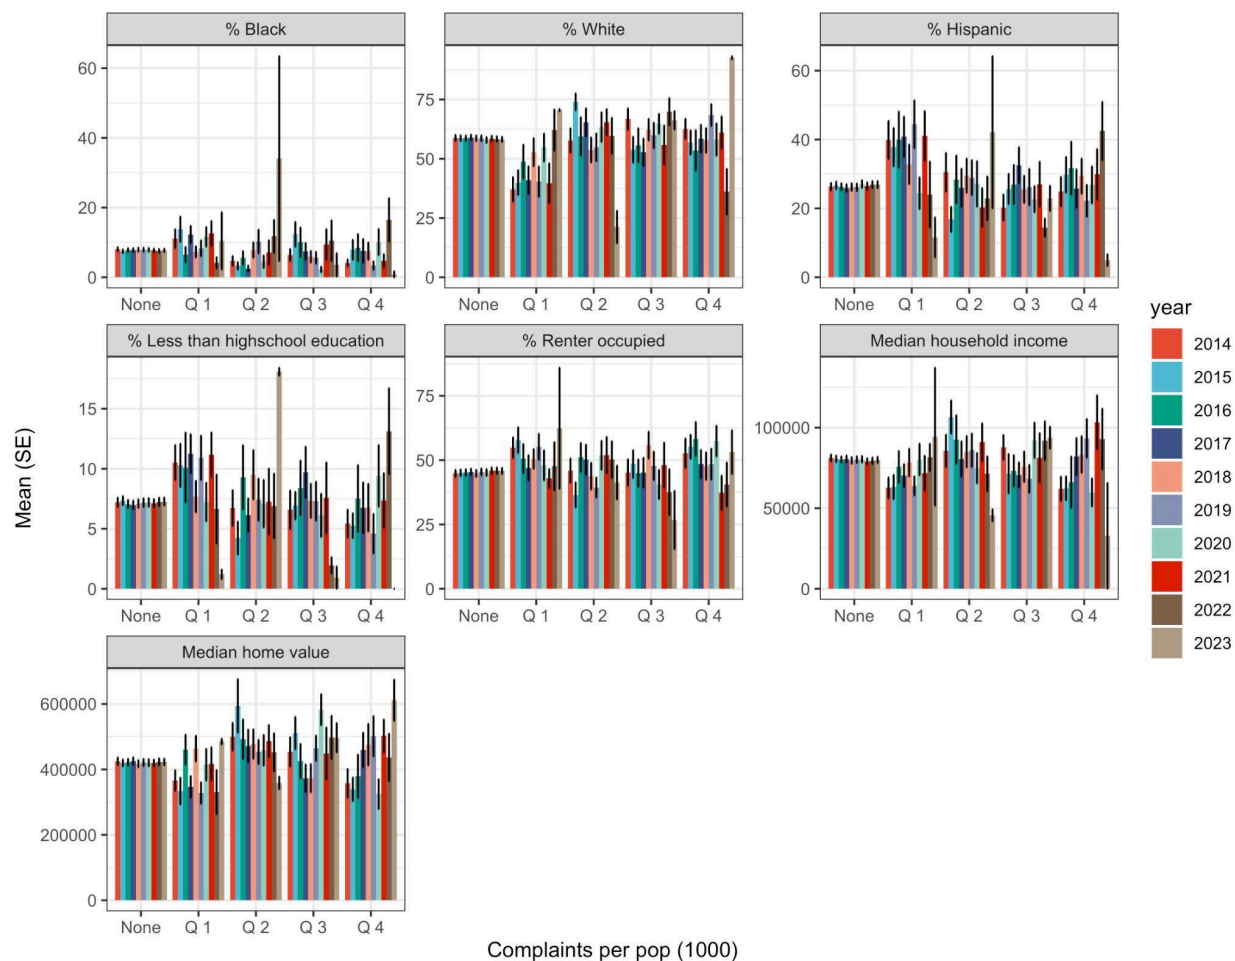 % Black
% White
% Hispanic
60
40
20
0
75
50
25
0
60
40
20
0
None Q 1 Q 2 Q 3 Q 4
None Q 1 Q 2 Q 3 Q 4
None Q 1 Q 2 Q 3 Q 4
% Less than highschool education
% Renter occupied
Median household income
15
10
5
0
75
50
25
0
100000
50000
0
None Q 1 Q 2 Q 3 Q 4
None Q 1 Q 2 Q 3 Q 4
None Q 1 Q 2 Q 3 Q 4
Median home value
600000
400000
200000
0
None Q 1 Q 2 Q 3 Q 4
Mean (SE)
Complaints per pop (1000)
year
2014
2015
2016
2017
2018
2019
2020
2021
2022
2023